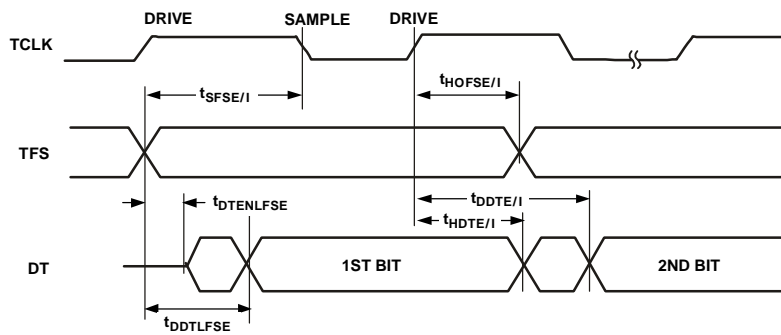 DRIVE SAMPLE DRIVE
TCLK
tSFSE/I tHOFSE/I
TFS
tDTENLFSE tDDTE/I
tHDTE/I
DT 1ST BIT 2ND BIT
tDDTLFSE